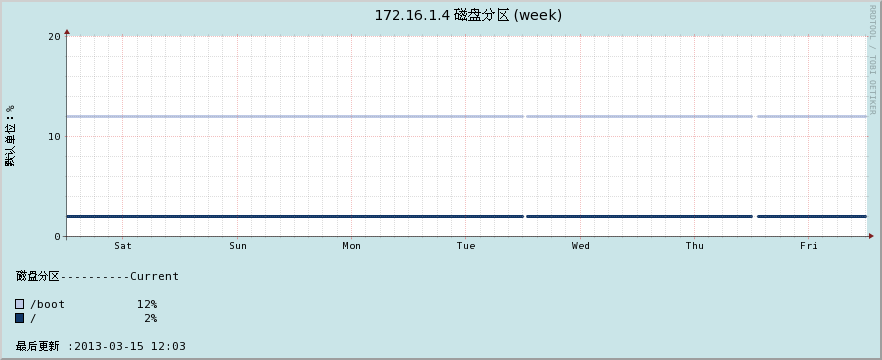 172.16.1.4 磁盘分区 (week)
RRDTOOL / TOBI OETIKER
默认单位：%
20
10
0
Sat Sun Mon Tue Wed Thu Fri
磁盘分区----------Current
/boot 12%
/ 2%
最后更新 :2013-03-15 12:03